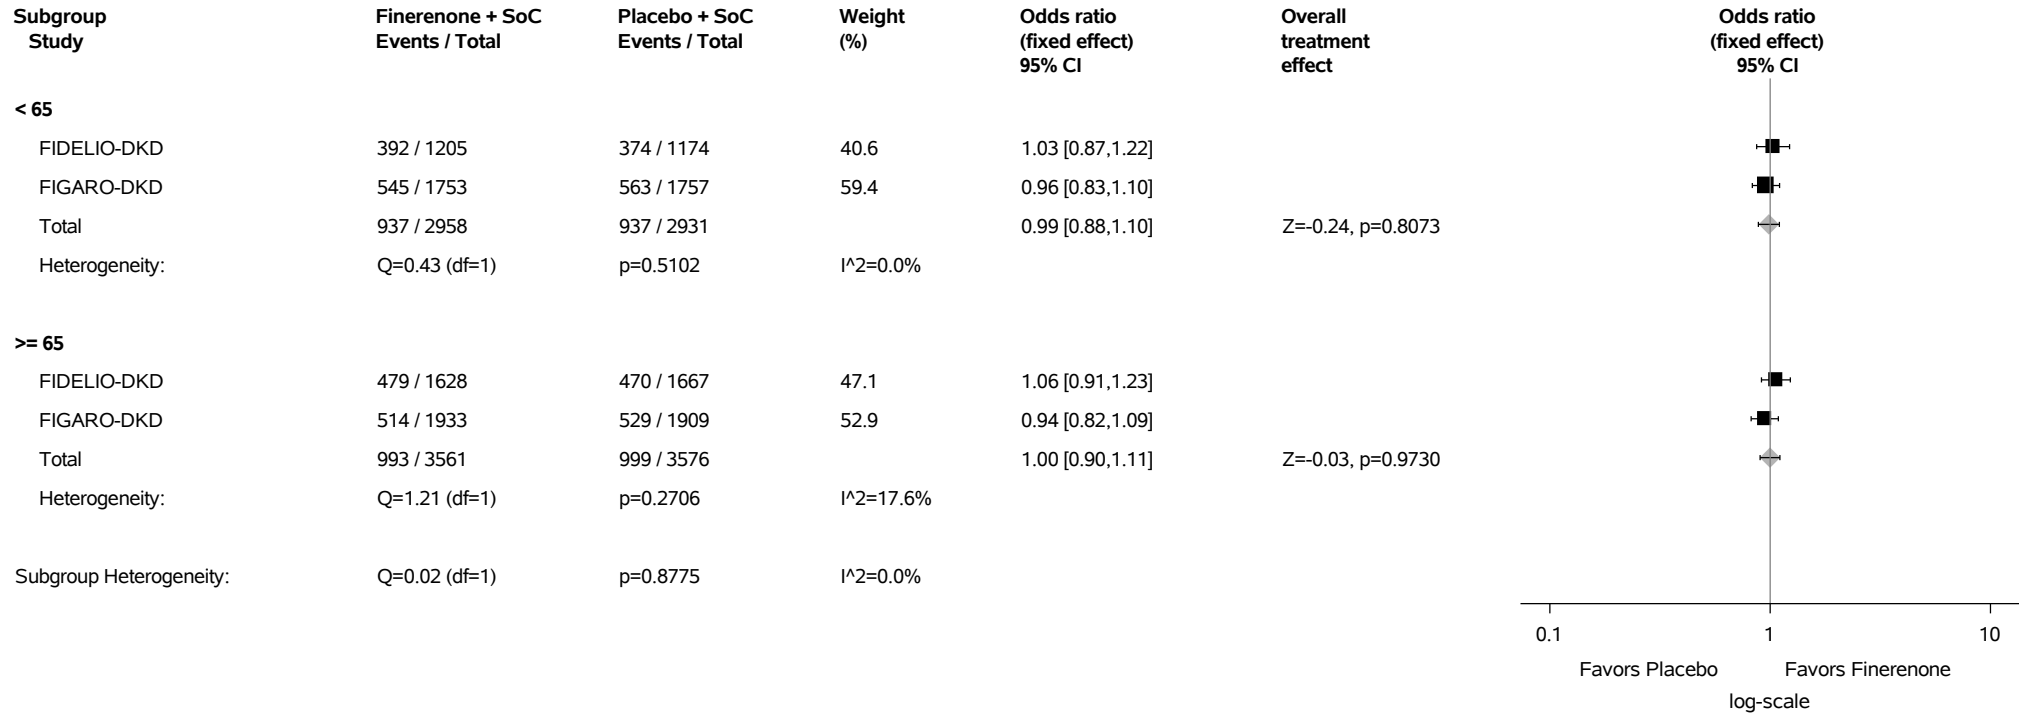 Subgroup Finerenone + SoC Placebo + SoC Weight Odds ratio Overall Odds ratio
Study Events / Total Events / Total (%) (fixed effect) treatment (fixed effect)
95% CI effect 95% CI
< 65
FIDELIO-DKD 392 / 1205 374 / 1174 40.6 1.03 [0.87,1.22]
FIGARO-DKD 545 / 1753 563 / 1757 59.4 0.96 [0.83,1.10]
Total 937 / 2958 937 / 2931 0.99 [0.88,1.10] Z=-0.24, p=0.8073
Heterogeneity: Q=0.43 (df=1) p=0.5102 I^2=0.0%
>= 65
FIDELIO-DKD 479 / 1628 470 / 1667 47.1 1.06 [0.91,1.23]
FIGARO-DKD 514 / 1933 529 / 1909 52.9 0.94 [0.82,1.09]
Total 993 / 3561 999 / 3576 1.00 [0.90,1.11] Z=-0.03, p=0.9730
Heterogeneity: Q=1.21 (df=1) p=0.2706 I^2=17.6%
Subgroup Heterogeneity: Q=0.02 (df=1) p=0.8775 I^2=0.0%
0.1 1 10
Favors Placebo Favors Finerenone
log-scale